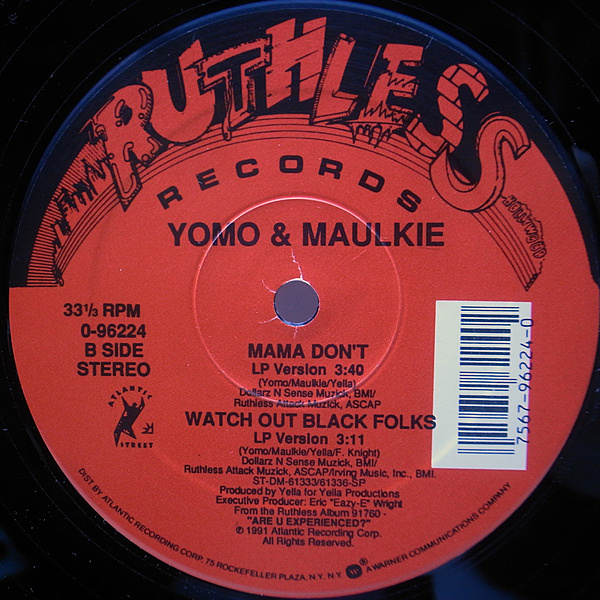 RUTHLESS
RECORDS
HOLLYWOOD
YOMO & MAULKIE
33 1/3 RPM
0-96224
B SIDE
STEREO
ATLANTIC
STREET
MAMA DON'T
LP Version 3:40
(Yomo/Maulkie/Yella)
Dollarz N Sense Muzick, BMI/
Ruthless Attack Muzick, ASCAP
WATCH OUT BLACK FOLKS
LP Version 3:11
(Yomo/Maulkie/Yella/F. Knight)
Dollarz N Sense Muzick, BMI/
Ruthless Attack Muzick, ASCAP/Irving Music, Inc., BMI.
ST-DM-61333/61336-SP
Produced by Yella for Yella Productions
Executive Producer: Eric "Eazy-E" Wright
From the Ruthless Album 91760 -
"ARE U EXPERIENCED?"
© 1991 Atlantic Recording Corp.
All Rights Reserved.
7567-96224-0
DIST. BY ATLANTIC RECORDING CORP. 75 ROCKEFELLER PLAZA, N.Y. N.Y. W ® A WARNER COMMUNICATIONS COMPANY